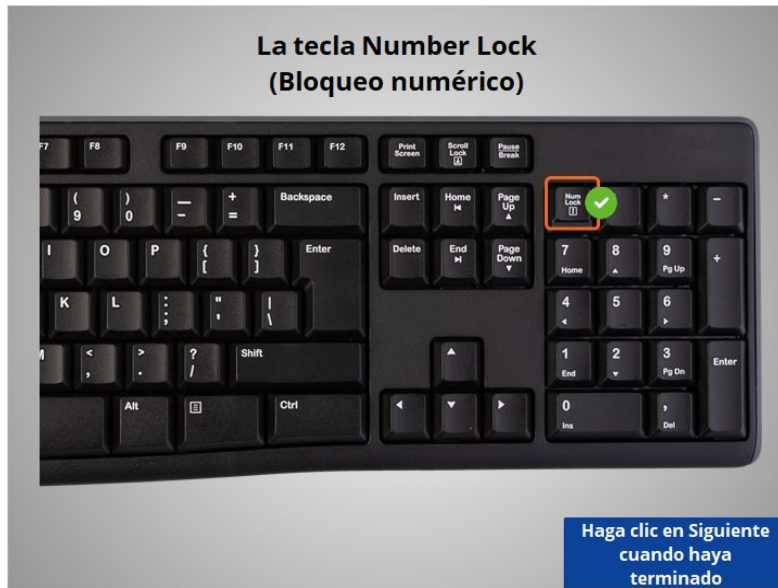 La tecla Number Lock
(Bloqueo numérico)
F7 F8 F9 F10 F11 F12 Print Screen Scroll Lock Pause Break
( 9 ) 0 — - + = Backspace Insert Home Page Up Num Lock * -
I O P { [ } ] Enter Delete End Page Down 7 Home 8 9 Pg Up +
K L : ; " ' | \ 4 5 6
M < , > . ? / Shift 1 End 2 3 Pg Dn Enter
Alt Ctrl 0 Ins , Del
Haga clic en Siguiente
cuando haya
terminado